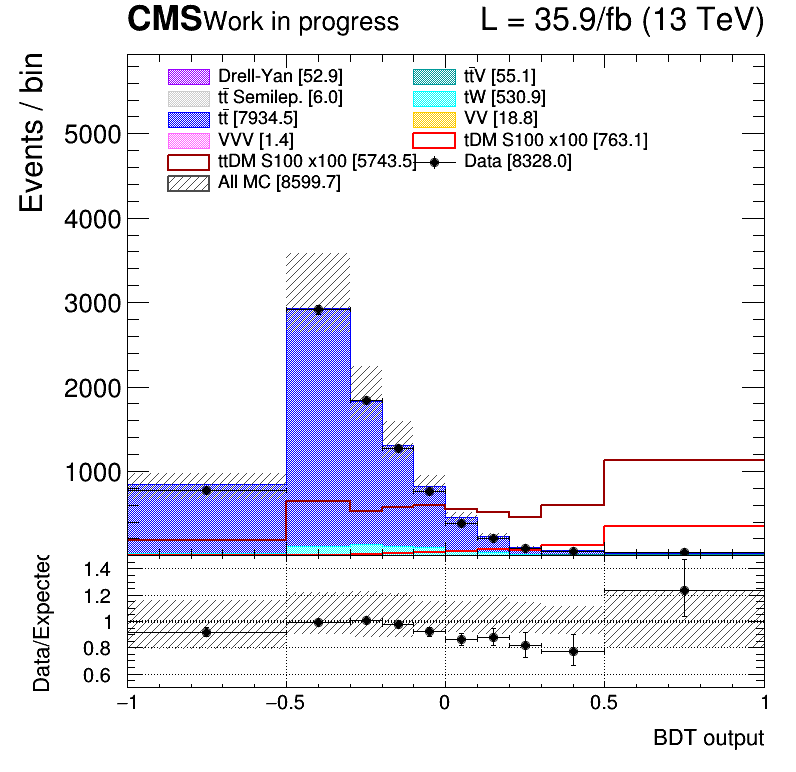 CMS Work in progress L = 35.9/fb (13 TeV)
Events / bin
Drell-Yan [52.9]
tt̄V [55.1]
tt̄ Semilep. [6.0]
tW [530.9]
tt̄ [7934.5]
VV [18.8]
VVV [1.4]
tDM S100 x100 [763.1]
ttDM S100 x100 [5743.5]
Data [8328.0]
All MC [8599.7]
5000
4000
3000
2000
1000
Data/Expected
1.4
1.2
1
0.8
0.6
−1 −0.5 0 0.5 1
BDT output